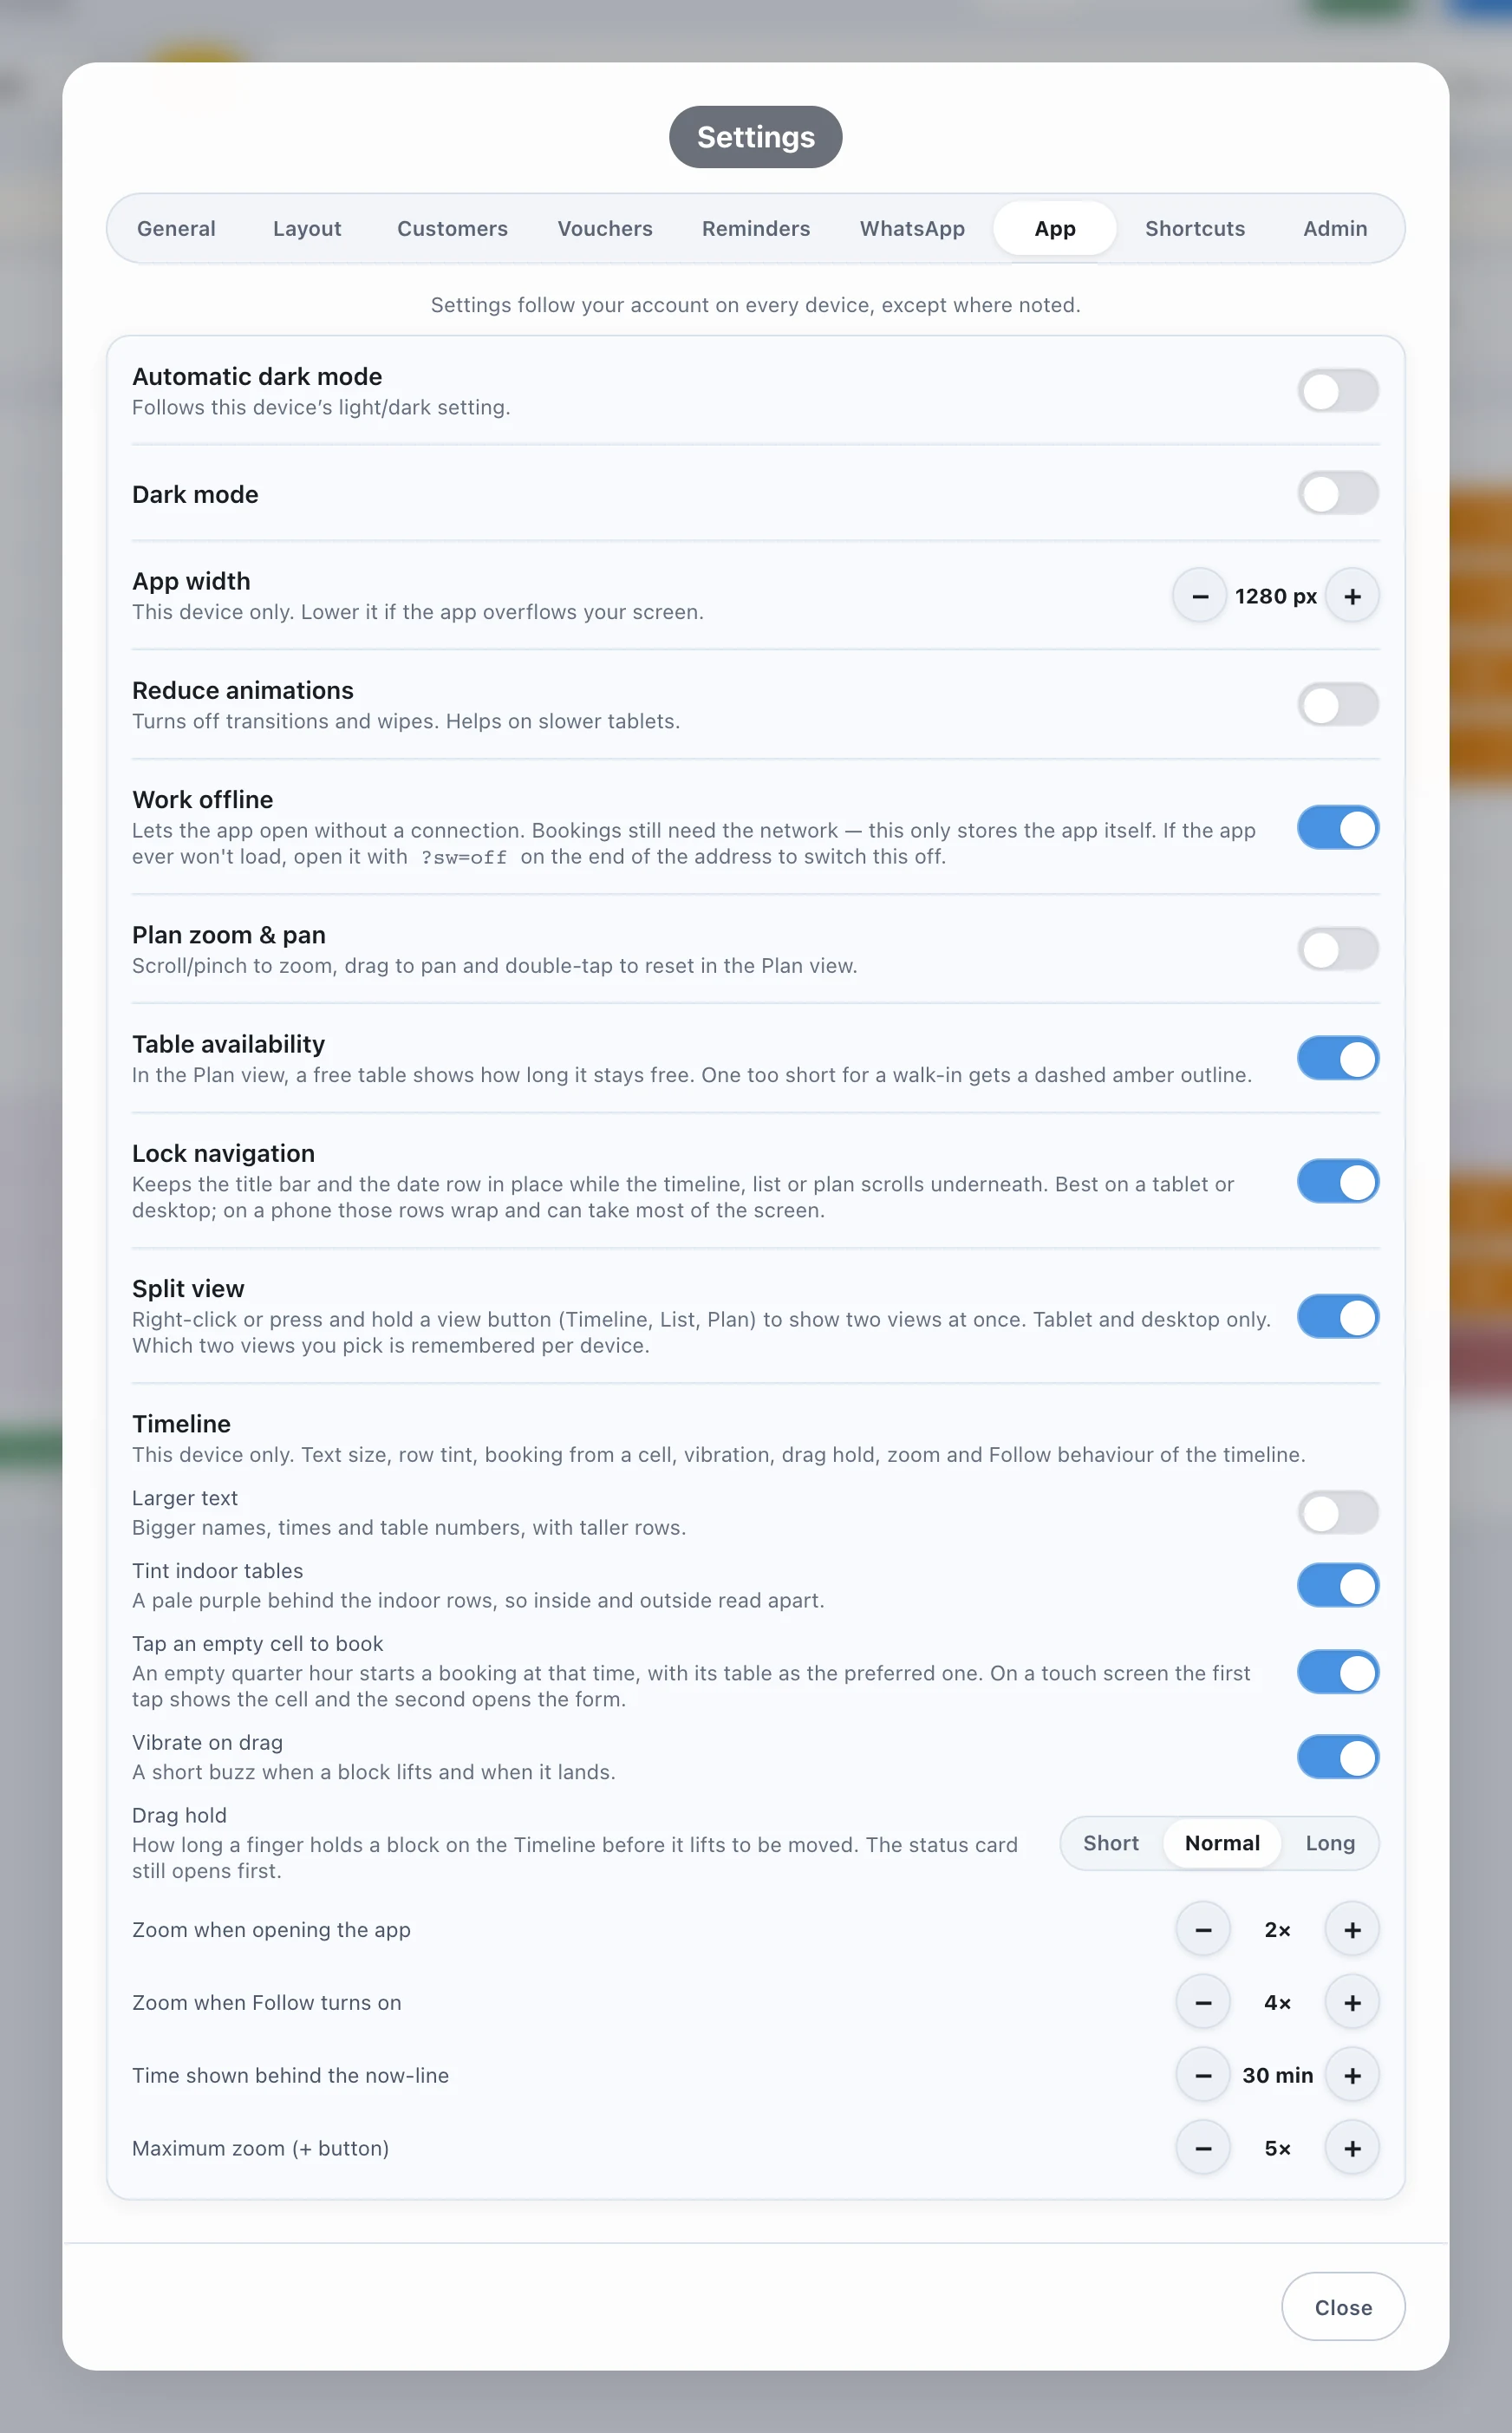 Settings
General Layout Customers Vouchers Reminders WhatsApp App Shortcuts Admin
Settings follow your account on every device, except where noted.
Automatic dark mode
Follows this device’s light/dark setting.
Dark mode
App width
This device only. Lower it if the app overflows your screen.
− 1280 px +
Reduce animations
Turns off transitions and wipes. Helps on slower tablets.
Work offline
Lets the app open without a connection. Bookings still need the network — this only stores the app itself. If the app
ever won't load, open it with ?sw=off on the end of the address to switch this off.
Plan zoom & pan
Scroll/pinch to zoom, drag to pan and double-tap to reset in the Plan view.
Table availability
In the Plan view, a free table shows how long it stays free. One too short for a walk-in gets a dashed amber outline.
Lock navigation
Keeps the title bar and the date row in place while the timeline, list or plan scrolls underneath. Best on a tablet or
desktop; on a phone those rows wrap and can take most of the screen.
Split view
Right-click or press and hold a view button (Timeline, List, Plan) to show two views at once. Tablet and desktop only.
Which two views you pick is remembered per device.
Timeline
This device only. Text size, row tint, booking from a cell, vibration, drag hold, zoom and Follow behaviour of the timeline.
Larger text
Bigger names, times and table numbers, with taller rows.
Tint indoor tables
A pale purple behind the indoor rows, so inside and outside read apart.
Tap an empty cell to book
An empty quarter hour starts a booking at that time, with its table as the preferred one. On a touch screen the first
tap shows the cell and the second opens the form.
Vibrate on drag
A short buzz when a block lifts and when it lands.
Drag hold
How long a finger holds a block on the Timeline before it lifts to be moved. The status card
still opens first.
Short Normal Long
Zoom when opening the app − 2× +
Zoom when Follow turns on − 4× +
Time shown behind the now-line − 30 min +
Maximum zoom (+ button) − 5× +
Close